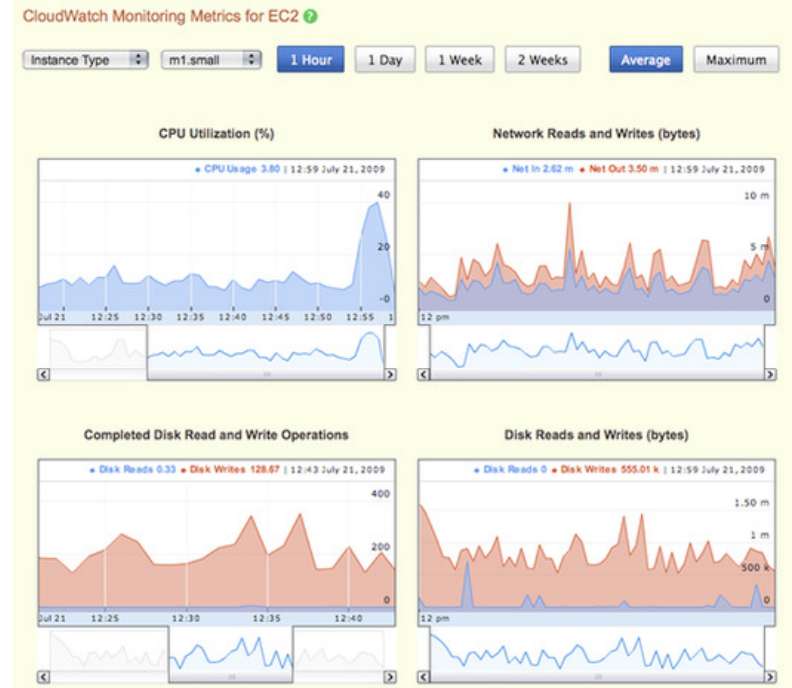 CloudWatch Monitoring Metrics for EC2 ?
Instance Type m1.small 1 Hour 1 Day 1 Week 2 Weeks Average Maximum
CPU Utilization (%)
CPU Usage 3.80 | 12:59 July 21, 2009
40
20
-0
Jul 21 12:25 12:30 12:35 12:40 12:45 12:50 12:55 1
Network Reads and Writes (bytes)
Net In 2.62 m Net Out 3.50 m | 12:59 July 21, 2009
10 m
5 m
0
12 pm
Completed Disk Read and Write Operations
Disk Reads 0.33 Disk Writes 128.67 | 12:43 July 21, 2009
400
200
0
Jul 21 12:25 12:30 12:35 12:40
Disk Reads and Writes (bytes)
Disk Reads 0 Disk Writes 555.01 k | 12:59 July 21, 2009
1.50 m
1 m
500 k
0
12 pm